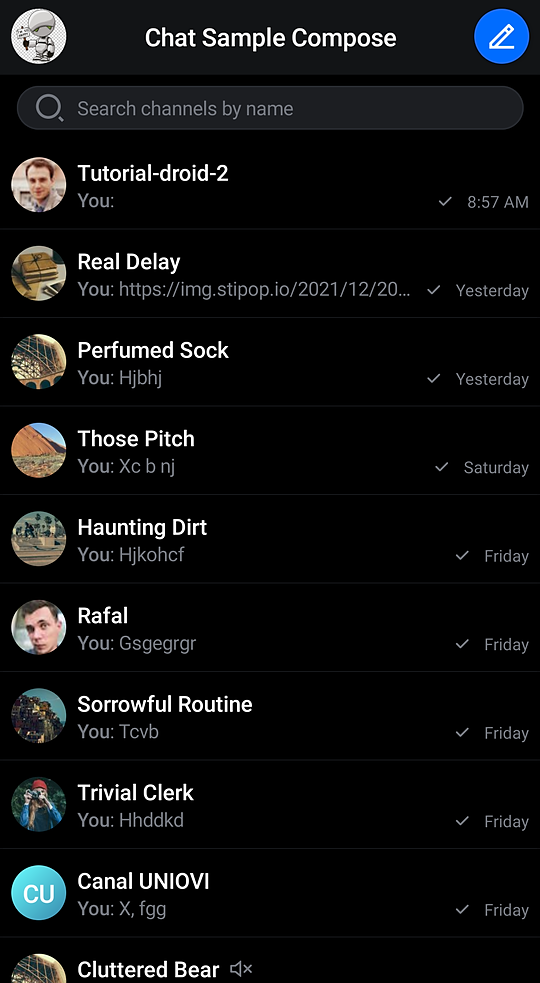 Chat Sample Compose
Search channels by name
Tutorial-droid-2
You:
8:57 AM
Real Delay
You: https://img.stipop.io/2021/12/20...
Yesterday
Perfumed Sock
You: Hjbhj
Yesterday
Those Pitch
You: Xc b nj
Saturday
Haunting Dirt
You: Hjkohcf
Friday
Rafal
You: Gsgegrgr
Friday
Sorrowful Routine
You: Tcvb
Friday
Trivial Clerk
You: Hhddkd
Friday
CU
Canal UNIOVI
You: X, fgg
Friday
Cluttered Bear